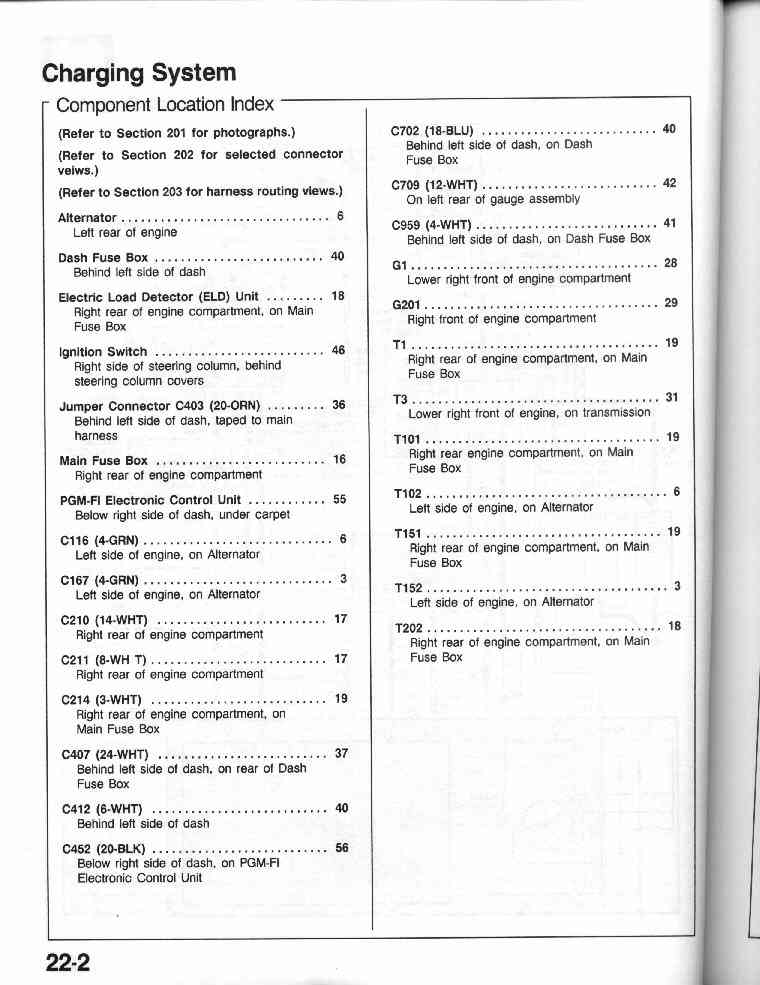 Charging System
Component Location Index
(Refer to Section 201 for photographs.)
(Refer to Section 202 for selected connector
veiws.)
(Refer to Section 203 for harness routing views.)
Alternator . . . . . . . . . . . . . . . . . . . . . . . . . . . . . . . . 6
Left rear of engine
Dash Fuse Box . . . . . . . . . . . . . . . . . . . . . . . . . . 40
Behind left side of dash
Electric Load Detector (ELD) Unit . . . . . . . . . 18
Right rear of engine compartment, on Main
Fuse Box
Ignition Switch . . . . . . . . . . . . . . . . . . . . . . . . . . 46
Right side of steering column, behind
steering column covers
Jumper Connector C403 (20-ORN) . . . . . . . . . 36
Behind left side of dash, taped to main
harness
Main Fuse Box . . . . . . . . . . . . . . . . . . . . . . . . . . 16
Right rear of engine compartment
PGM-FI Electronic Control Unit . . . . . . . . . . . . 55
Below right side of dash, under carpet
C116 (4-GRN) . . . . . . . . . . . . . . . . . . . . . . . . . . . . . 6
Left side of engine, on Alternator
C167 (4-GRN) . . . . . . . . . . . . . . . . . . . . . . . . . . . . . 3
Left side of engine, on Alternator
C210 (14-WHT) . . . . . . . . . . . . . . . . . . . . . . . . . . 17
Right rear of engine compartment
C211 (8-WH T) . . . . . . . . . . . . . . . . . . . . . . . . . . . 17
Right rear of engine compartment
C214 (3-WHT) . . . . . . . . . . . . . . . . . . . . . . . . . . . 19
Right rear of engine compartment, on
Main Fuse Box
C407 (24-WHT) . . . . . . . . . . . . . . . . . . . . . . . . . . 37
Behind left side of dash, on rear of Dash
Fuse Box
C412 (6-WHT) . . . . . . . . . . . . . . . . . . . . . . . . . . . 40
Behind left side of dash
C452 (20-BLK) . . . . . . . . . . . . . . . . . . . . . . . . . . . 56
Below right side of dash, on PGM-FI
Electronic Control Unit
C702 (18-BLU) . . . . . . . . . . . . . . . . . . . . . . . . . . . 40
Behind left side of dash, on Dash
Fuse Box
C709 (12-WHT) . . . . . . . . . . . . . . . . . . . . . . . . . . . 42
On left rear of gauge assembly
C959 (4-WHT) . . . . . . . . . . . . . . . . . . . . . . . . . . . . 41
Behind left side of dash, on Dash Fuse Box
G1 . . . . . . . . . . . . . . . . . . . . . . . . . . . . . . . . . . . . . . 28
Lower right front of engine compartment
G201 . . . . . . . . . . . . . . . . . . . . . . . . . . . . . . . . . . . . 29
Right front of engine compartment
T1 . . . . . . . . . . . . . . . . . . . . . . . . . . . . . . . . . . . . . . 19
Right rear of engine compartment, on Main
Fuse Box
T3 . . . . . . . . . . . . . . . . . . . . . . . . . . . . . . . . . . . . . . 31
Lower right front of engine, on transmission
T101 . . . . . . . . . . . . . . . . . . . . . . . . . . . . . . . . . . . . 19
Right rear engine compartment, on Main
Fuse Box
T102 . . . . . . . . . . . . . . . . . . . . . . . . . . . . . . . . . . . . . 6
Left side of engine, on Alternator
T151 . . . . . . . . . . . . . . . . . . . . . . . . . . . . . . . . . . . . 19
Right rear of engine compartment, on Main
Fuse Box
T152 . . . . . . . . . . . . . . . . . . . . . . . . . . . . . . . . . . . . . 3
Left side of engine, on Alternator
T202 . . . . . . . . . . . . . . . . . . . . . . . . . . . . . . . . . . . . 18
Right rear of engine compartment, on Main
Fuse Box
22-2